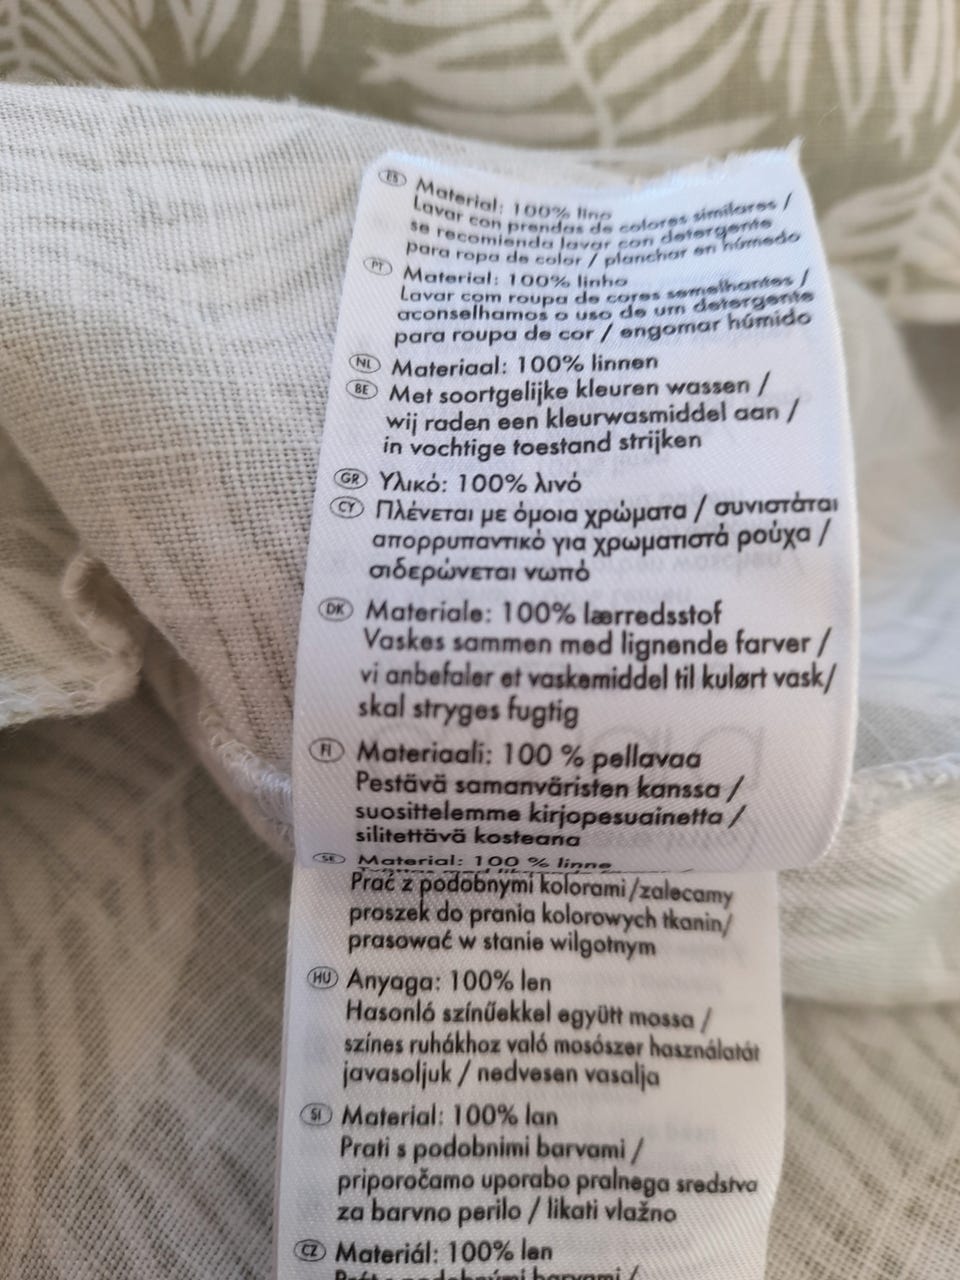 ES Material: 100% lino
Lavar con prendas de colores similares /
se recomienda lavar con detergente
para ropa de color / planchar en húmedo
PT Material: 100% linho
Lavar com roupa de cores semelhantes /
aconselhamos o uso de um detergente
para roupa de cor / engomar húmido
NL Materiaal: 100% linnen
BE Met soortgelijke kleuren wassen /
wij raden een kleurwasmiddel aan /
in vochtige toestand strijken
GR Υλικό: 100% λινό
CY Πλένεται με όμοια χρώματα / συνιστάται
απορρυπαντικό για χρωματιστά ρούχα /
σιδερώνεται νωπό
DK Materiale: 100% lærredsstof
Vaskes sammen med lignende farver /
vi anbefaler et vaskemiddel til kulørt vask/
skal stryges fugtig
FI Materiaali: 100 % pellavaa
Pestävä samanväristen kanssa /
suosittelemme kirjopesuainetta /
silitettävä kosteana
SE Material: 100 % linne
Prać z podobnymi kolorami/zalecamy
proszek do prania kolorowych tkanin/
prasować w stanie wilgotnym
HU Anyaga: 100% len
Hasonló színűekkel együtt mossa /
színes ruhákhoz való mosószer használatát
javasoljuk / nedvesen vasalja
SI Material: 100% lan
Prati s podobnimi barvami /
priporočamo uporabo pralnega sredstva
za barvno perilo / likati vlažno
CZ Materiál: 100% len